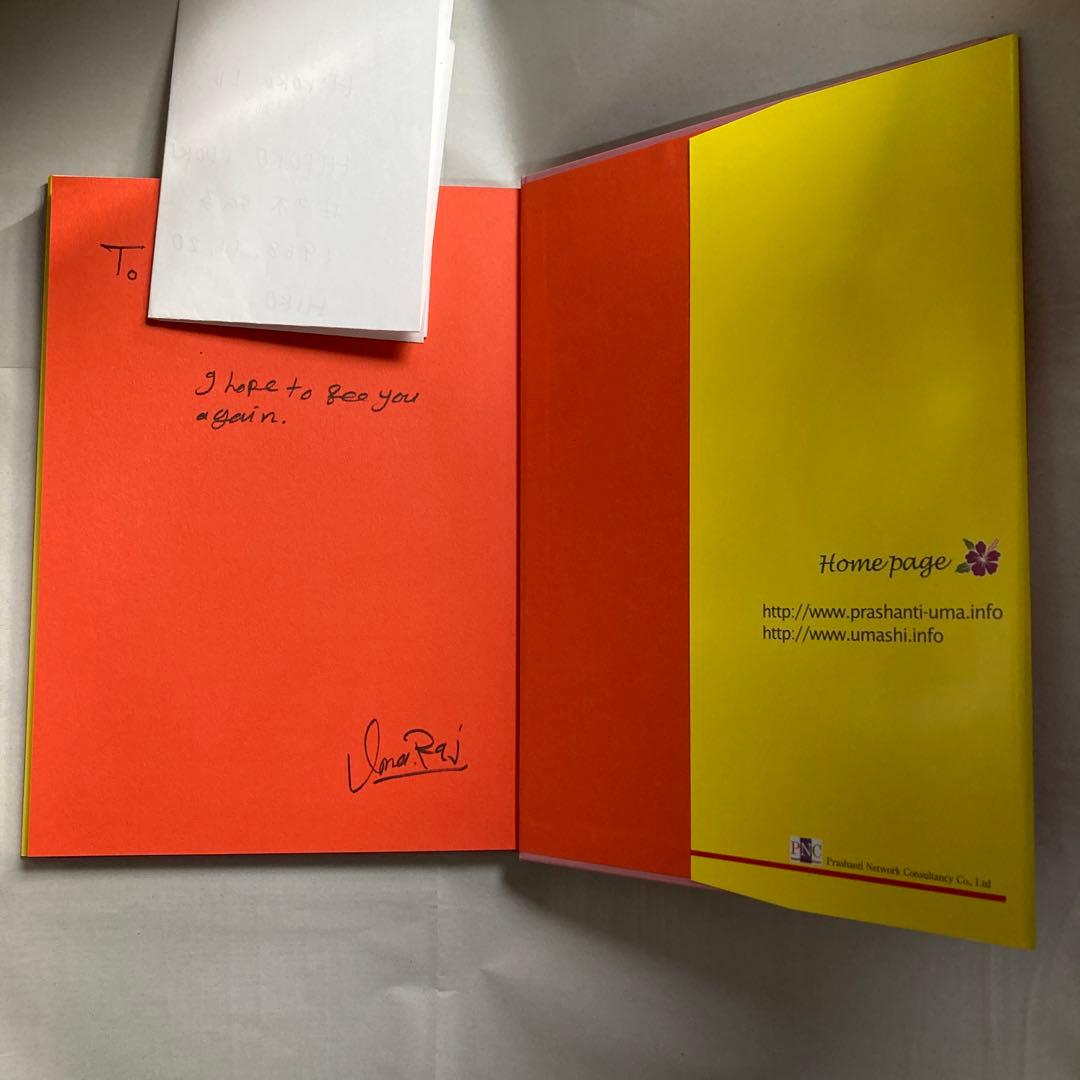 To
I hope to see you
again.
Uma.Raj
Home page
http://www.prashanti-uma.info
http://www.umashi.info
PNC Prashanti Network Consultancy Co., Ltd